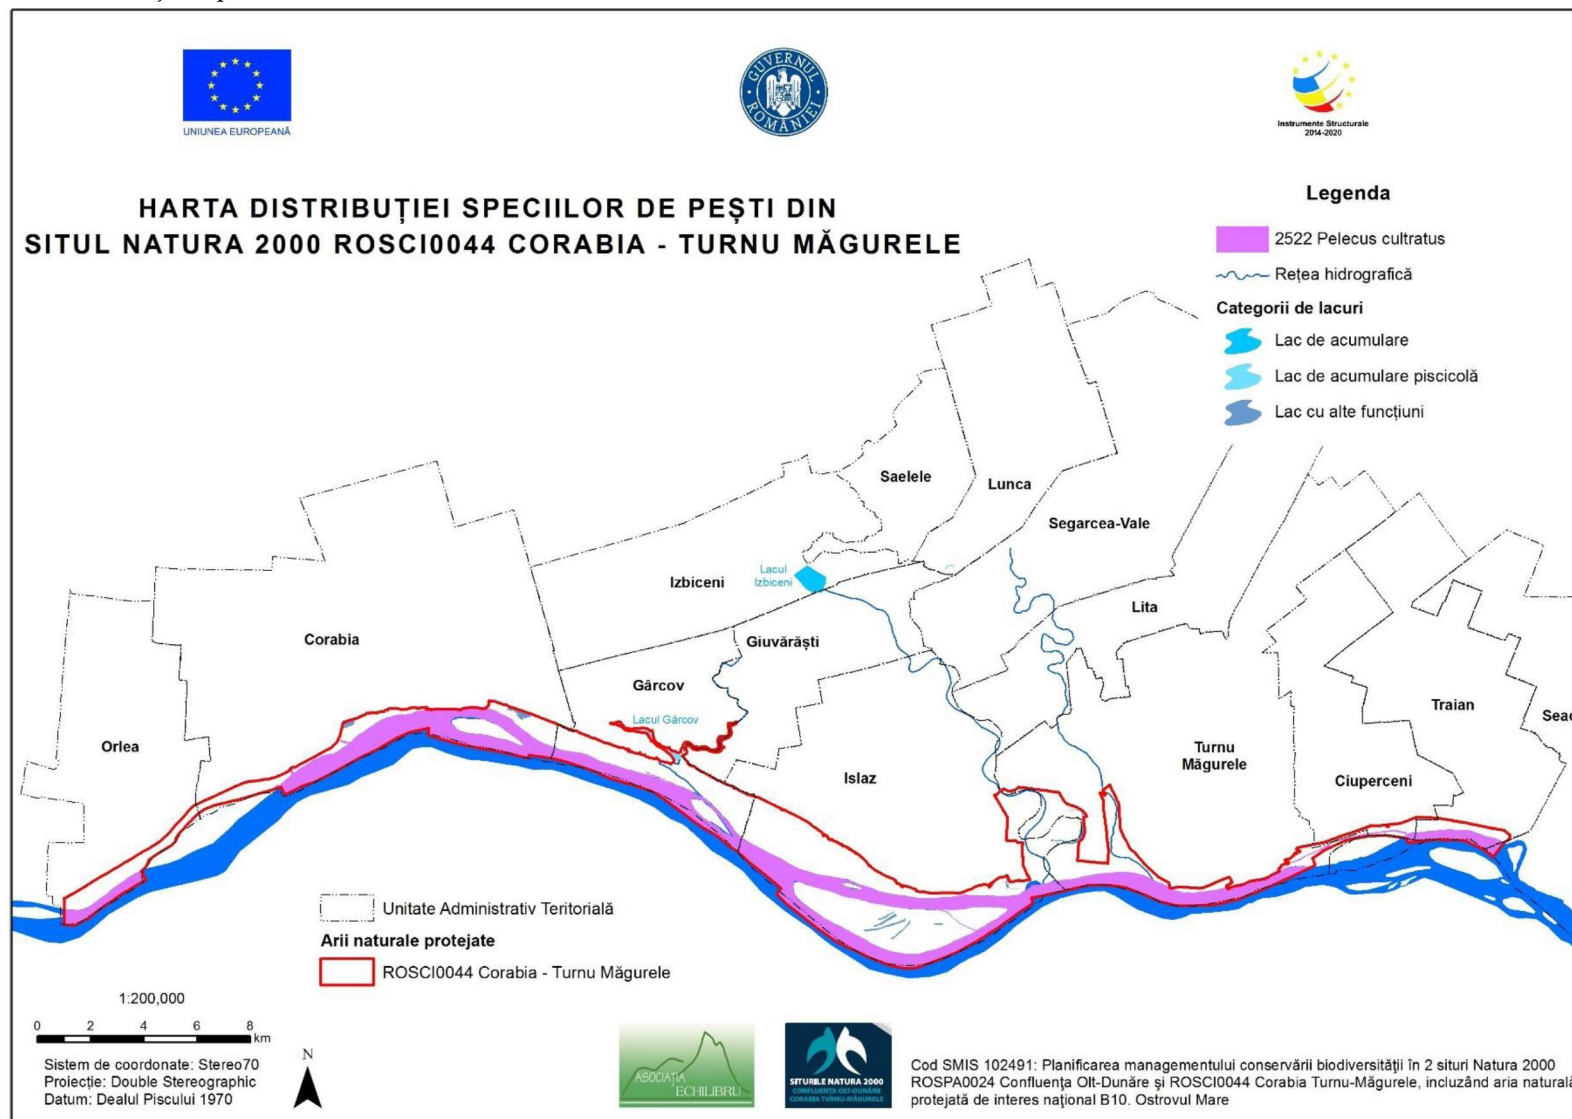 UNIUNEA EUROPEANĂ
GUVERNUL ROMÂNIEI
Instrumente Structurale
2014-2020
HARTA DISTRIBUȚIEI SPECIILOR DE PEȘTI DIN
SITUL NATURA 2000 ROSCI0044 CORABIA - TURNU MĂGURELE
Legenda
2522 Pelecus cultratus
Rețea hidrografică
Categorii de lacuri
Lac de acumulare
Lac de acumulare piscicolă
Lac cu alte funcțiuni
Saelele
Lunca
Segarcea-Vale
Izbiceni
Lacul
Izbiceni
Lita
Corabia
Giuvărăști
Gârcov
Lacul Gârcov
Orlea
Islaz
Turnu
Măgurele
Traian
Ciuperceni
Unitate Administrativ Teritorială
Arii naturale protejate
ROSCI0044 Corabia - Turnu Măgurele
1:200,000
0 2 4 6 8
km
Sistem de coordonate: Stereo70
Proiecție: Double Stereographic
Datum: Dealul Piscului 1970
N
ASOCIAȚIA
ECHILIBRU
SITURILE NATURA 2000
CONFLUENȚA OLT-DUNĂRE
CORABIA TURNU-MĂGURELE
Cod SMIS 102491: Planificarea managementului conservării biodiversității în 2 situri Natura 2000
ROSPA0024 Confluența Olt-Dunăre și ROSCI0044 Corabia Turnu-Măgurele, incluzând aria naturală
protejată de interes național B10. Ostrovul Mare